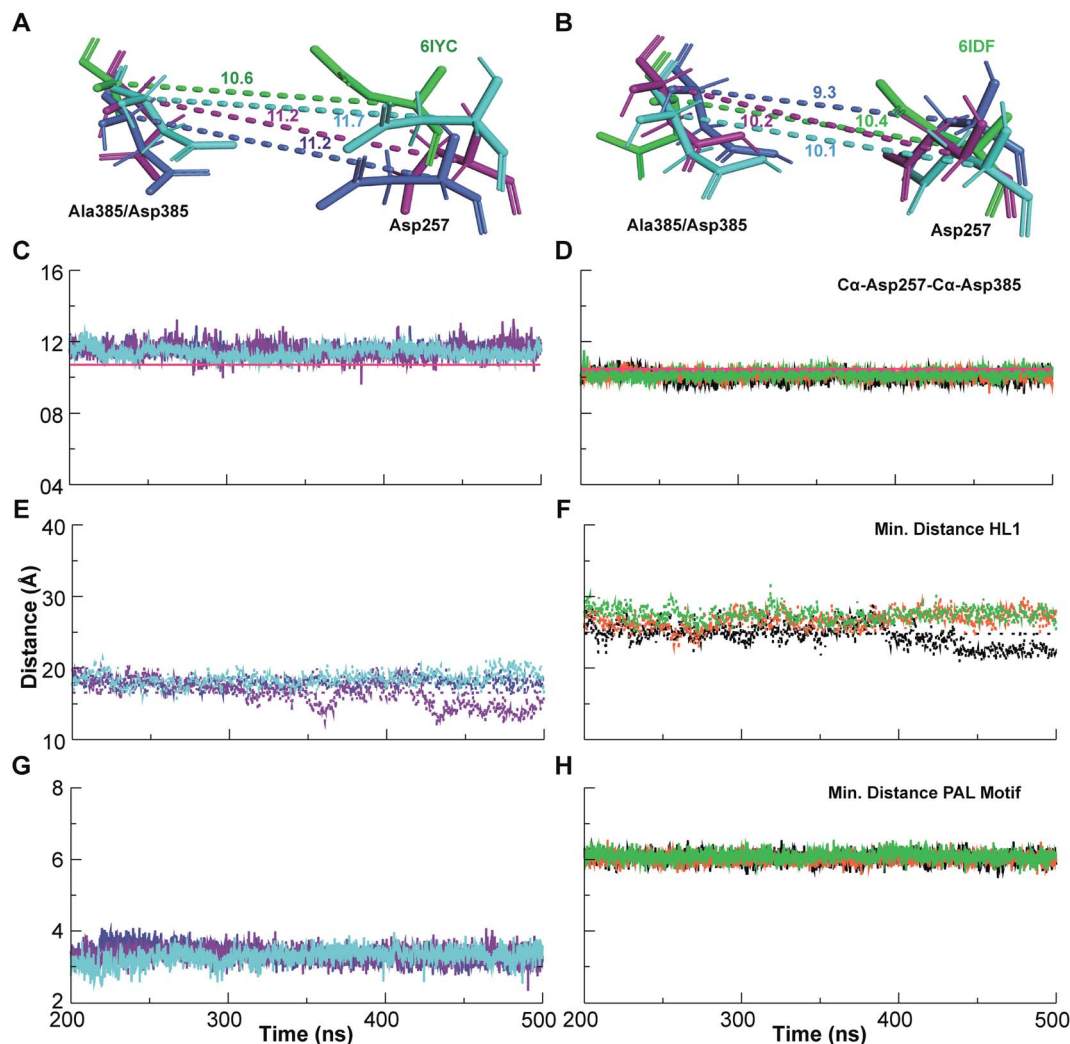 A
B
6IYC
6IDF
10.6
11.2
11.7
11.2
9.3
10.2
10.4
10.1
Ala385/Asp385
Asp257
Ala385/Asp385
Asp257
C
D
16
12
08
04
Cα-Asp257-Cα-Asp385
E
F
40
30
20
10
Distance (Å)
Min. Distance HL1
G
H
8
6
4
2
Min. Distance PAL Motif
200
300
400
500
200
300
400
500
Time (ns)
Time (ns)